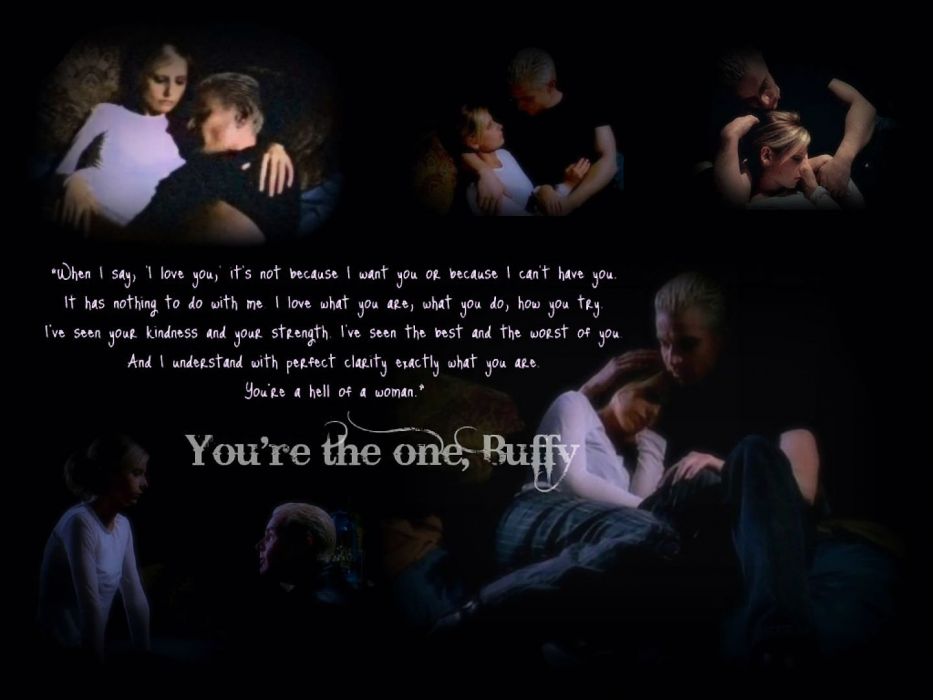 "When I say, 'I love you,' it's not because I want you or because I can't have you.
It has nothing to do with me. I love what you are, what you do, how you try.
I've seen your kindness and your strength. I've seen the best and the worst of you.
And I understand with perfect clarity exactly what you are.
You're a hell of a woman."
You're the one, Buffy